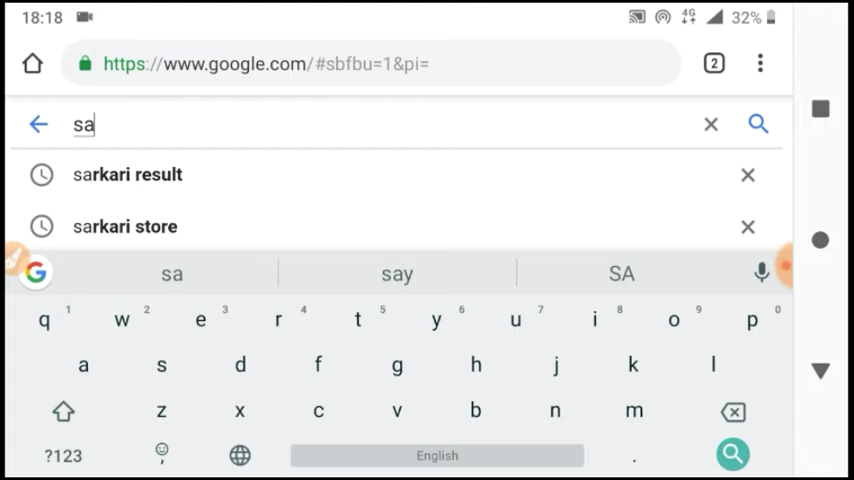 18:18 4G 32%
https://www.google.com/#sbfbu=1&pi= 2
sa
sarkari result
sarkari store
G sa say SA
q 1 w 2 e 3 r 4 t 5 y 6 u 7 i 8 o 9 p 0
a s d f g h j k l
z x c v b n m
?123 , English .